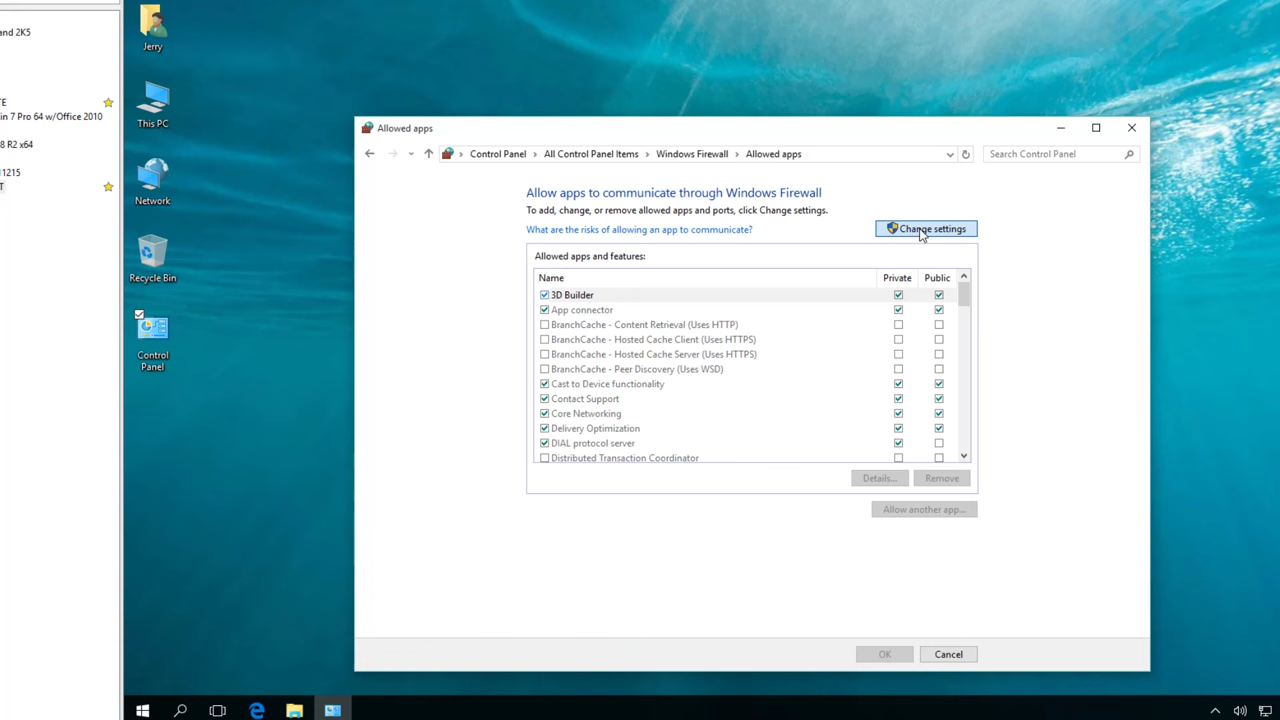 and 2K5
TE
in 7 Pro 64 w/Office 2010
8 R2 x64
11215
T
Jerry
This PC
Network
Recycle Bin
Control
Panel
Allowed apps
Control Panel > All Control Panel Items > Windows Firewall > Allowed apps
Search Control Panel
Allow apps to communicate through Windows Firewall
To add, change, or remove allowed apps and ports, click Change settings.
What are the risks of allowing an app to communicate?
Change settings
Allowed apps and features:
Name Private Public
3D Builder
App connector
BranchCache - Content Retrieval (Uses HTTP)
BranchCache - Hosted Cache Client (Uses HTTPS)
BranchCache - Hosted Cache Server (Uses HTTPS)
BranchCache - Peer Discovery (Uses WSD)
Cast to Device functionality
Contact Support
Core Networking
Delivery Optimization
DIAL protocol server
Distributed Transaction Coordinator
Details... Remove
Allow another app...
OK Cancel